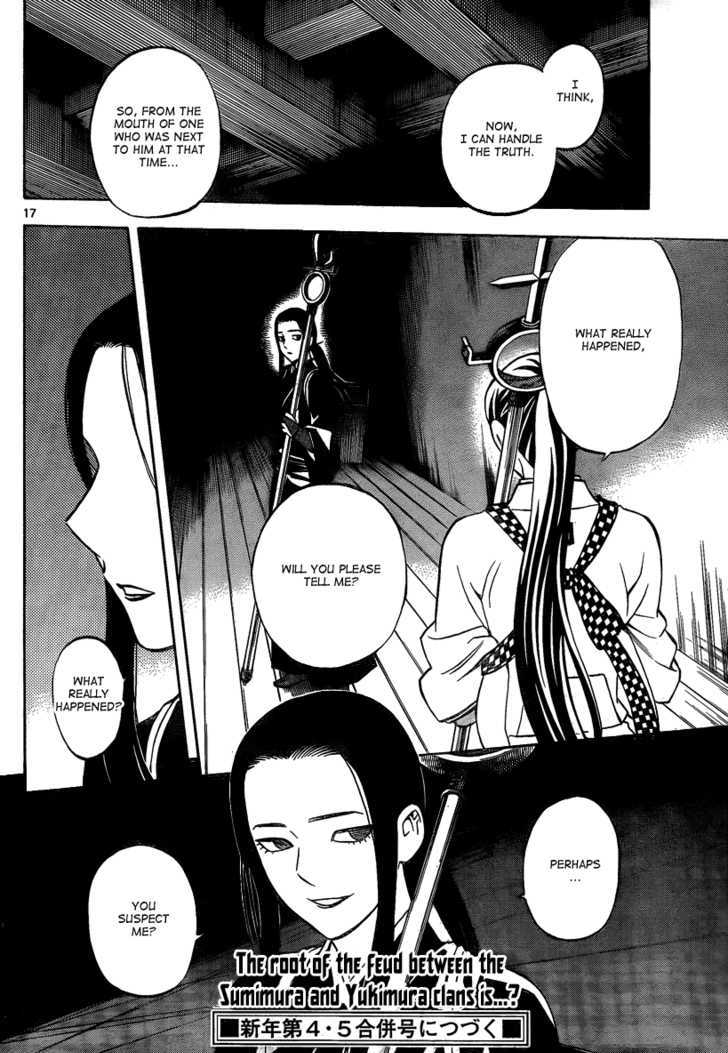 I
THINK,
NOW,
I CAN HANDLE
THE TRUTH.
SO, FROM THE
MOUTH OF ONE
WHO WAS NEXT
TO HIM AT THAT
TIME...
17
WHAT REALLY
HAPPENED,
WILL YOU PLEASE
TELL ME?
WHAT
REALLY
HAPPENED?
PERHAPS
...
YOU
SUSPECT
ME?
The root of the feud between the
Sumimura and Yukimura clans is...?
■新年第4・5合併号につづく■